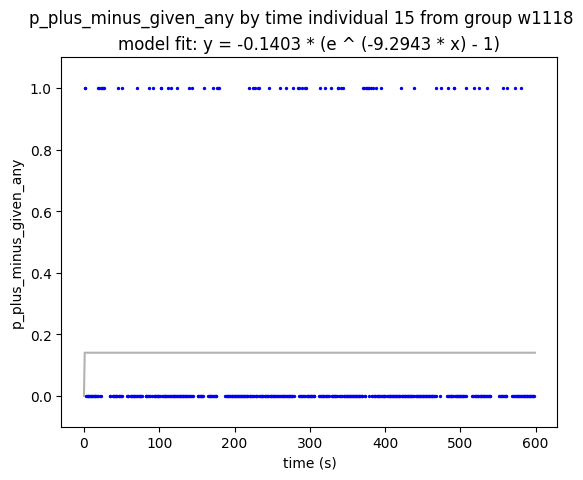 p_plus_minus_given_any by time individual 15 from group w1118
model fit: y = -0.1403 * (e ^ (-9.2943 * x) - 1)
1.0
0.8
0.6
0.4
0.2
0.0
p_plus_minus_given_any
0 100 200 300 400 500 600
time (s)